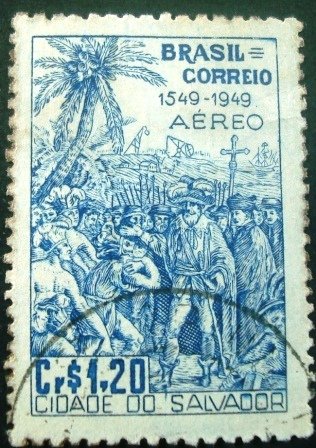 BRASIL=
CORREIO
1549-1949
AÉREO
Cr.$1,20
CIDADE DO SALVADOR